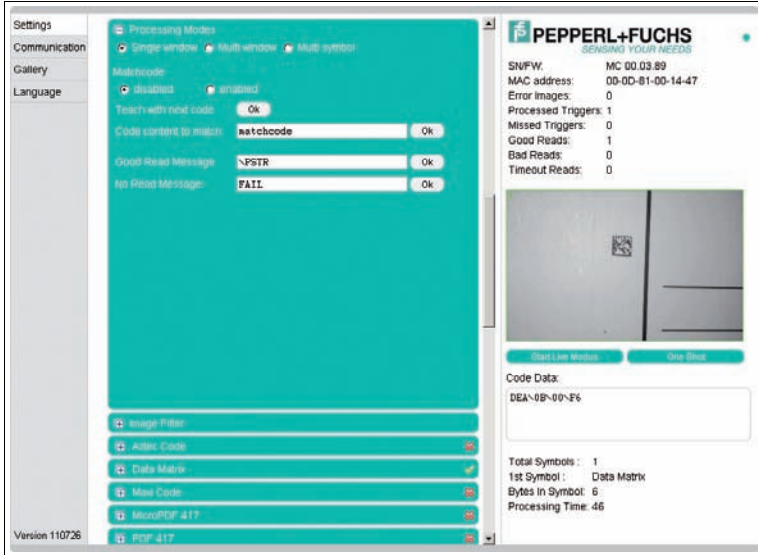 Settings
Communication
Gallery
Language
Version 110726
Processing Modes
Single window Multi window Multi symbol
Matchcode
disabled enabled
Teach with next code Ok
Code content to match: matchcode Ok
Good Read Message \PSTR Ok
No Read Message: FAIL Ok
Image Filter
Aztec Code
Data Matrix
Maxi Code
MicroPDF 417
PDF 417
PEPPERL+FUCHS
SENSING YOUR NEEDS
SN/FW: MC 00.03.89
MAC address: 00-0D-81-00-14-47
Error Images: 0
Processed Triggers: 1
Missed Triggers: 0
Good Reads: 1
Bad Reads: 0
Timeout Reads: 0
Start Live Modus One Shot
Code Data:
DEA\0B\00\F6
Total Symbols : 1
1st Symbol : Data Matrix
Bytes In Symbol: 6
Processing Time: 46